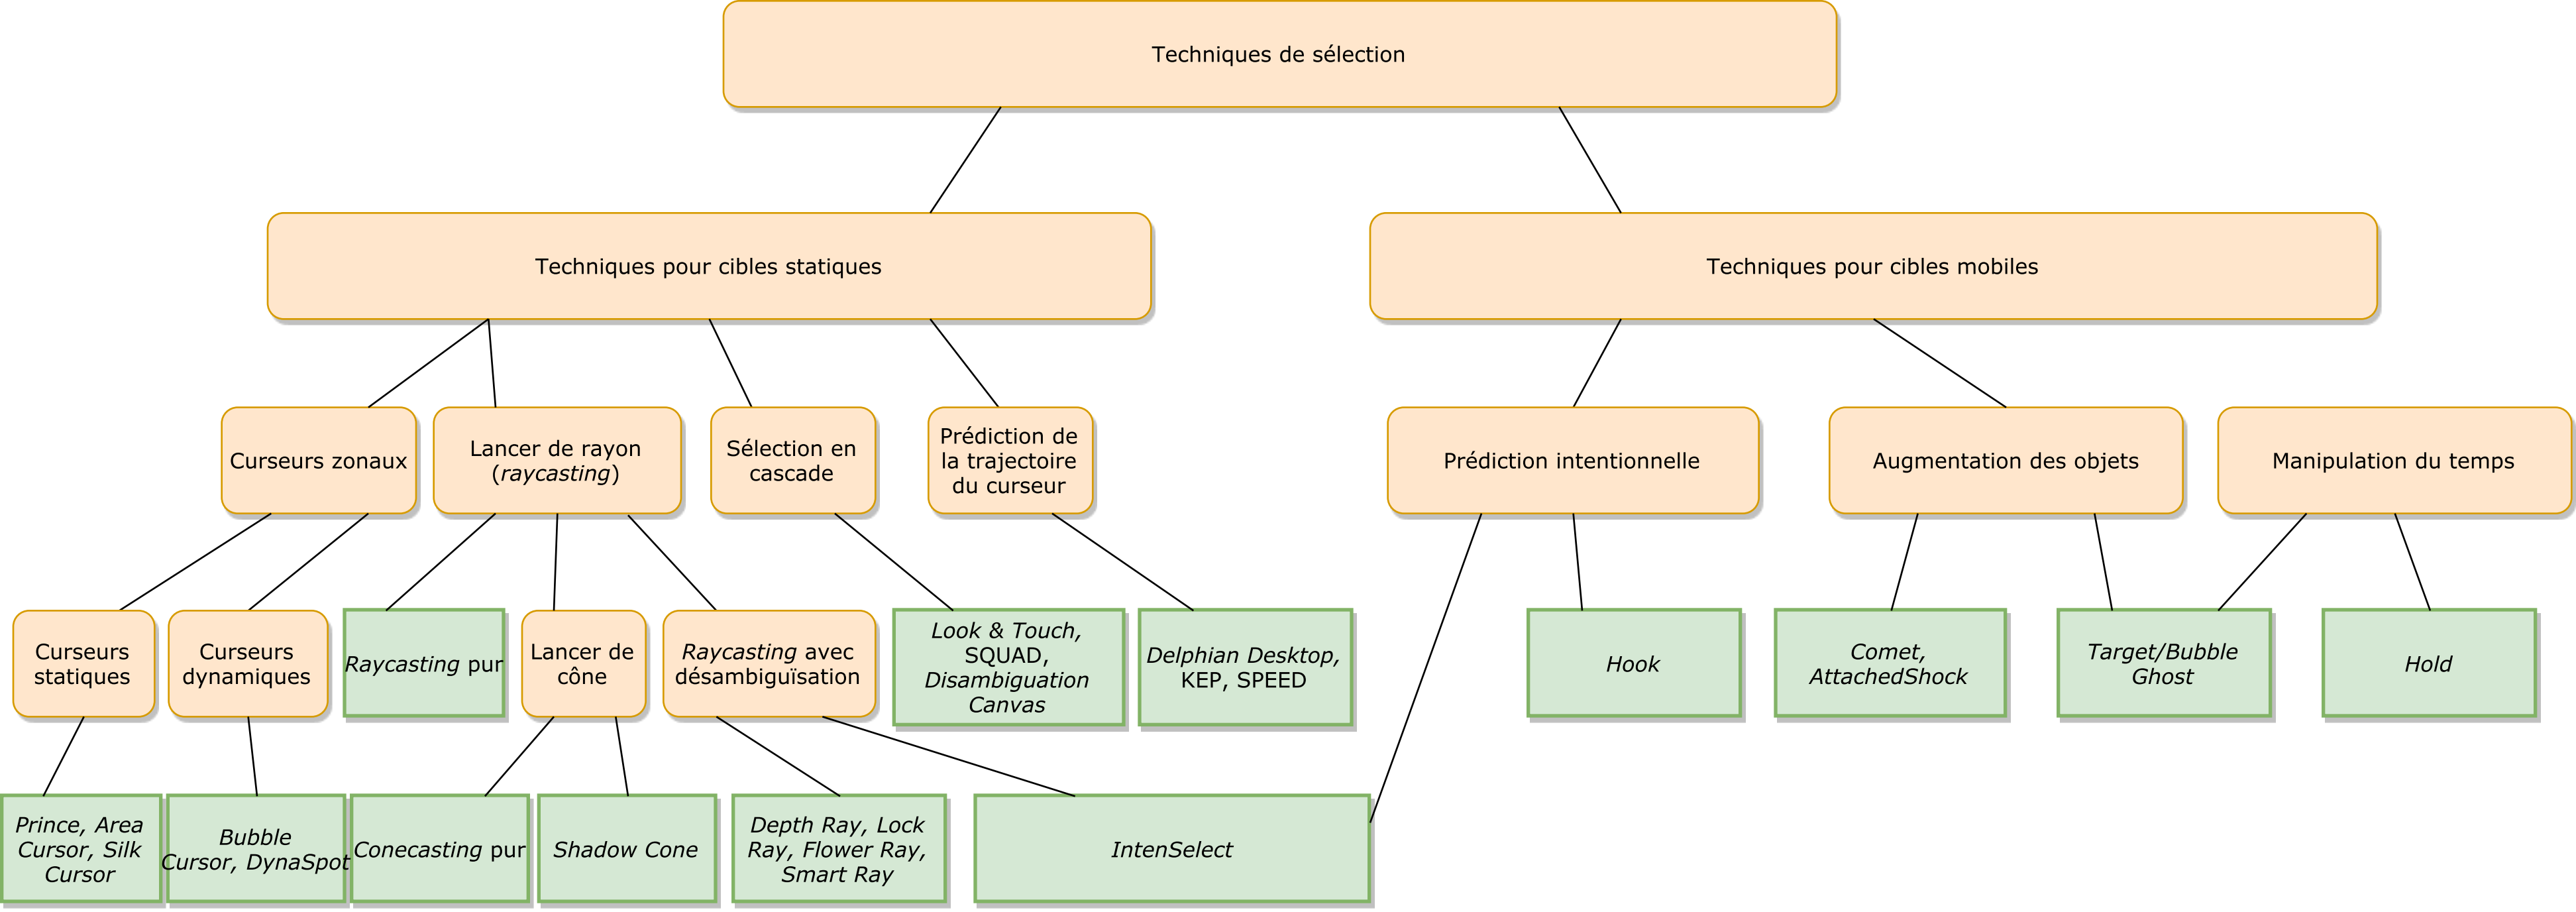 Techniques de sélection
Techniques pour cibles statiques
Techniques pour cibles mobiles
Curseurs zonaux
Lancer de rayon
(raycasting)
Sélection en
cascade
Prédiction de
la trajectoire
du curseur
Prédiction intentionnelle
Augmentation des objets
Manipulation du temps
Curseurs
statiques
Curseurs
dynamiques
Raycasting pur
Lancer de
cône
Raycasting avec
désambiguïsation
Look & Touch,
SQUAD,
Disambiguation
Canvas
Delphian Desktop,
KEP, SPEED
Hook
Comet,
AttachedShock
Target/Bubble
Ghost
Hold
Prince, Area
Cursor, Silk
Cursor
Bubble
Cursor, DynaSpot
Conecasting pur
Shadow Cone
Depth Ray, Lock
Ray, Flower Ray,
Smart Ray
IntenSelect